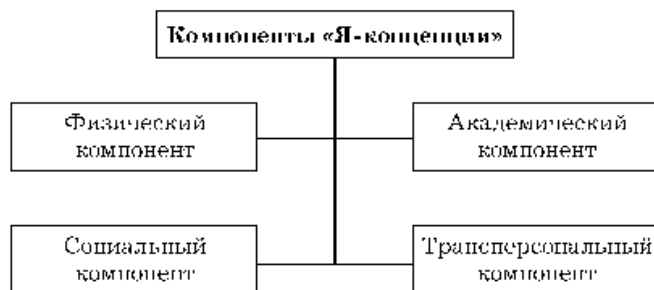 Компоненты «Я-концепции»
Физический
компонент
Академический
компонент
Социальный
компонент
Трансперсональный
компонент